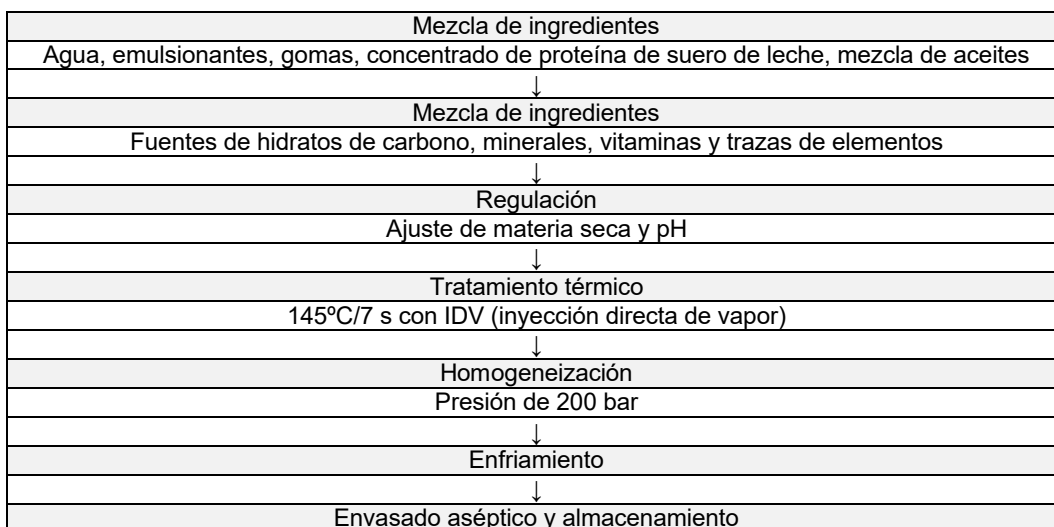 Mezcla de ingredientes
Agua, emulsionantes, gomas, concentrado de proteína de suero de leche, mezcla de aceites
↓
Mezcla de ingredientes
Fuentes de hidratos de carbono, minerales, vitaminas y trazas de elementos
↓
Regulación
Ajuste de materia seca y pH
↓
Tratamiento térmico
145ºC/7 s con IDV (inyección directa de vapor)
↓
Homogeneización
Presión de 200 bar
↓
Enfriamiento
↓
Envasado aséptico y almacenamiento